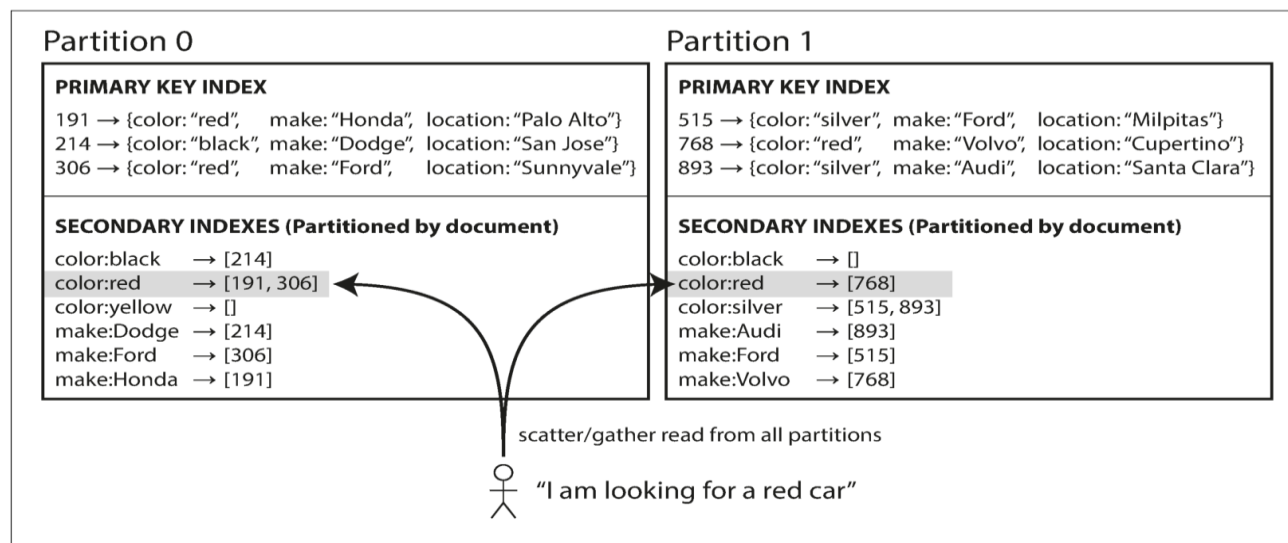 Partition 0
PRIMARY KEY INDEX
191 → {color: “red”, make: “Honda”, location: “Palo Alto”}
214 → {color: “black”, make: “Dodge”, location: “San Jose”}
306 → {color: “red”, make: “Ford”, location: “Sunnyvale”}
SECONDARY INDEXES (Partitioned by document)
color:black → [214]
color:red → [191, 306]
color:yellow → []
make:Dodge → [214]
make:Ford → [306]
make:Honda → [191]
Partition 1
PRIMARY KEY INDEX
515 → {color: “silver”, make: “Ford”, location: “Milpitas”}
768 → {color: “red”, make: “Volvo”, location: “Cupertino”}
893 → {color: “silver”, make: “Audi”, location: “Santa Clara”}
SECONDARY INDEXES (Partitioned by document)
color:black → []
color:red → [768]
color:silver → [515, 893]
make:Audi → [893]
make:Ford → [515]
make:Volvo → [768]
scatter/gather read from all partitions
“I am looking for a red car”